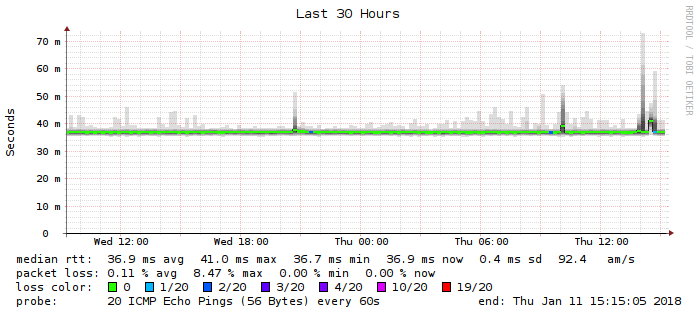 Last 30 Hours
RRDTOOL / TOBI OETIKER
Seconds
70 m
60 m
50 m
40 m
30 m
20 m
10 m
0
Wed 12:00 Wed 18:00 Thu 00:00 Thu 06:00 Thu 12:00
median rtt: 36.9 ms avg 41.0 ms max 36.7 ms min 36.9 ms now 0.4 ms sd 92.4 am/s
packet loss: 0.11 % avg 8.47 % max 0.00 % min 0.00 % now
loss color: 0 1/20 2/20 3/20 4/20 10/20 19/20
probe: 20 ICMP Echo Pings (56 Bytes) every 60s end: Thu Jan 11 15:15:05 2018